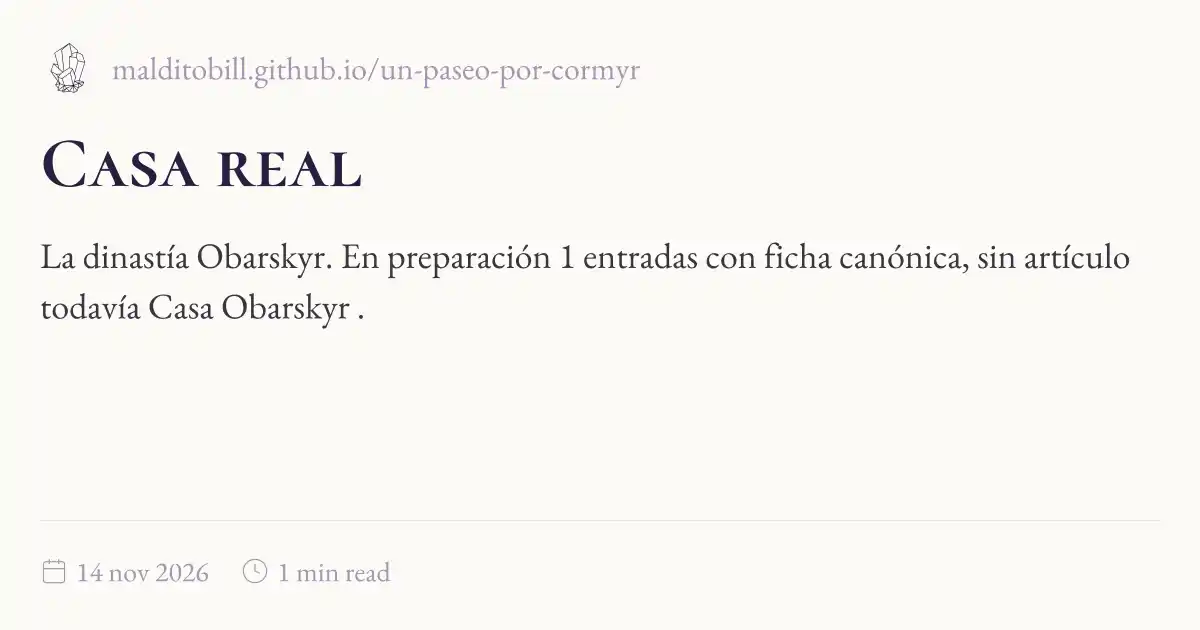 malditobill.github.io/un-paseo-por-cormyr
Casa real
La dinastía Obarskyr. En preparación 1 entradas con ficha canónica, sin artículo
todavía Casa Obarskyr .
14 nov 2026
1 min read